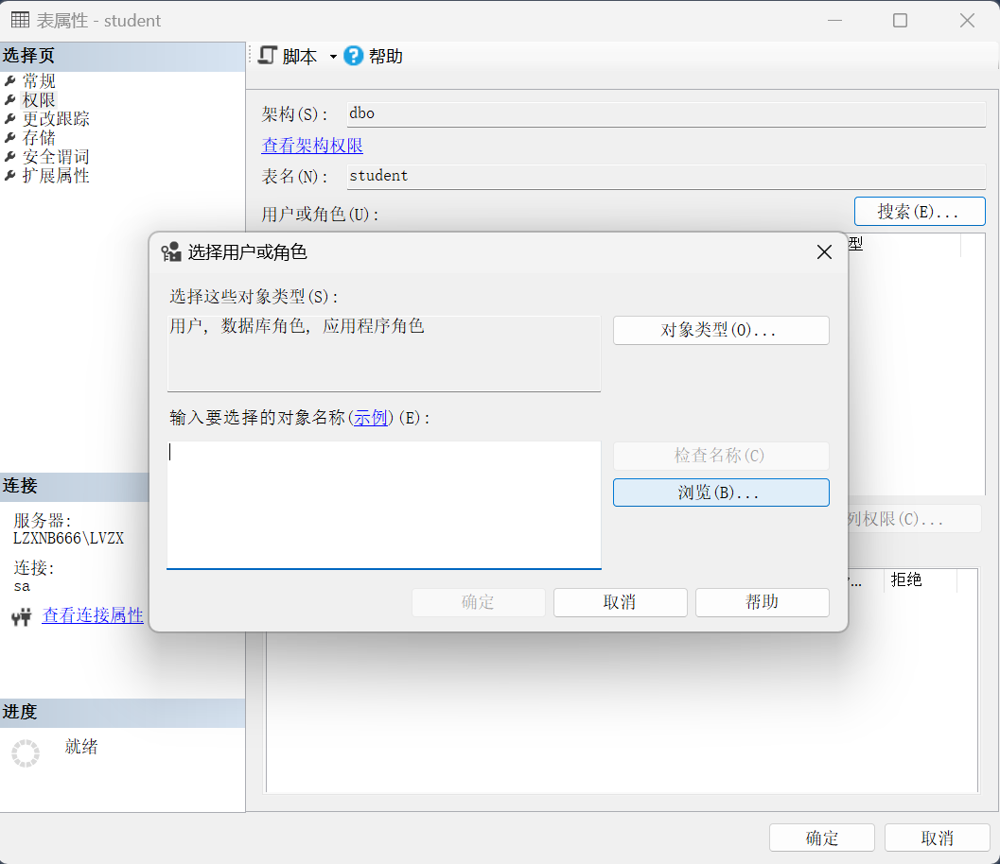 表属性 - student
选择页
脚本
帮助
常规
权限
更改跟踪
存储
安全谓词
扩展属性
架构(S): dbo
查看架构权限
表名(N): student
用户或角色(U):
搜索(E)...
型
选择用户或角色
选择这些对象类型(S):
用户, 数据库角色, 应用程序角色
对象类型(O)...
输入要选择的对象名称(示例)(E):
检查名称(C)
浏览(B)...
确定
取消
帮助
列权限(C)...
拒绝
连接
服务器:
LZXNB666\LVZX
连接:
sa
查看连接属性
进度
就绪
确定
取消